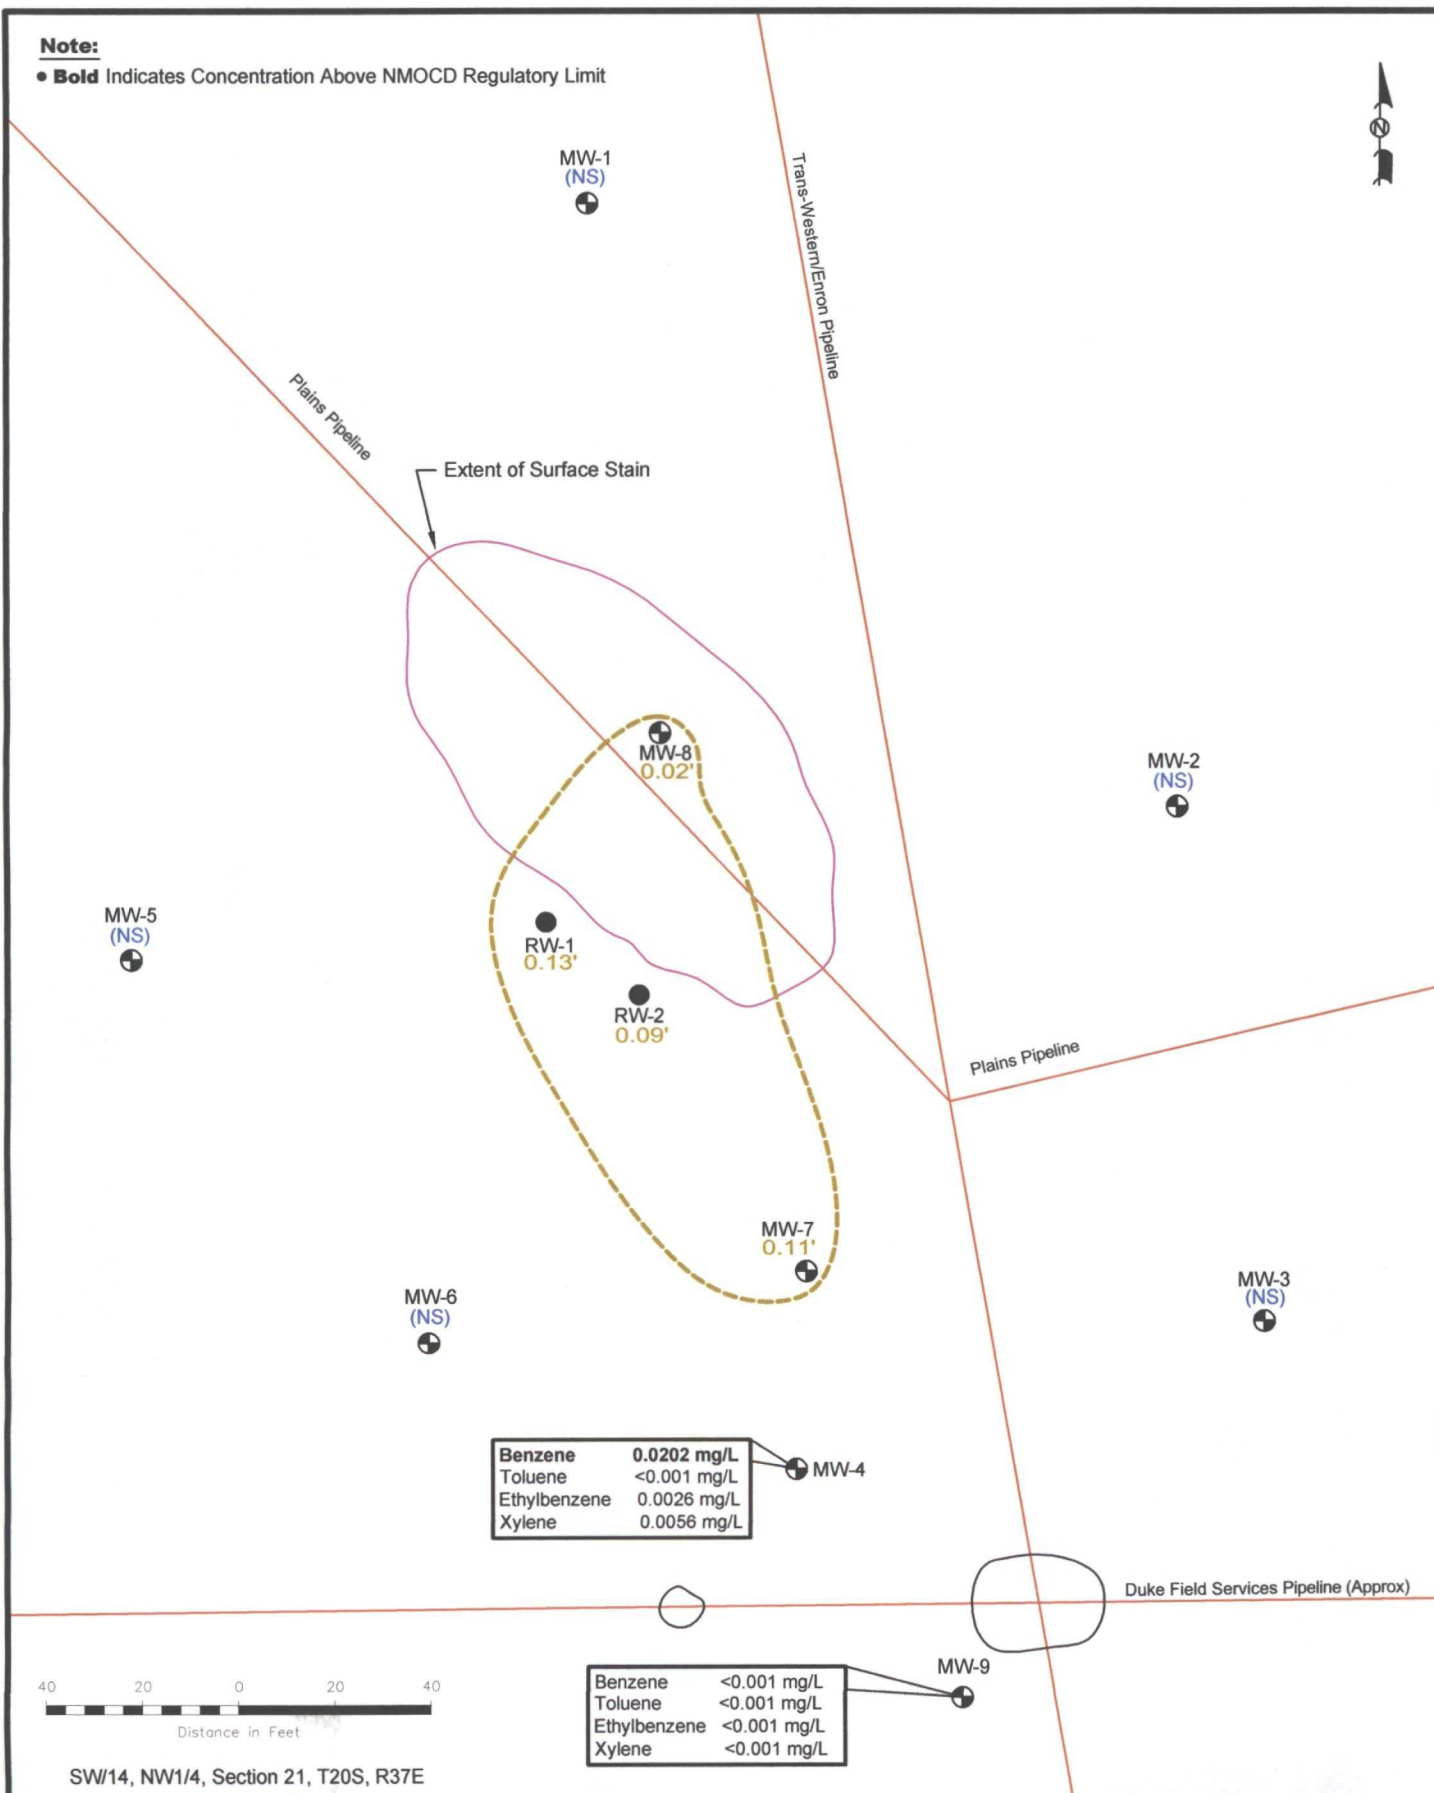 Note:
• Bold Indicates Concentration Above NMOCD Regulatory Limit
N
MW-1
(NS)
Trans-Western/Enron Pipeline
Plains Pipeline
Extent of Surface Stain
MW-8
0.02'
MW-2
(NS)
MW-5
(NS)
RW-1
0.13'
RW-2
0.09'
Plains Pipeline
MW-7
0.11'
MW-6
(NS)
MW-3
(NS)
Benzene 0.0202 mg/L
Toluene <0.001 mg/L
Ethylbenzene 0.0026 mg/L
Xylene 0.0056 mg/L
MW-4
Duke Field Services Pipeline (Approx)
MW-9
Benzene <0.001 mg/L
Toluene <0.001 mg/L
Ethylbenzene <0.001 mg/L
Xylene <0.001 mg/L
40 20 0 20 40
Distance in Feet
SW/14, NW1/4, Section 21, T20S, R37E